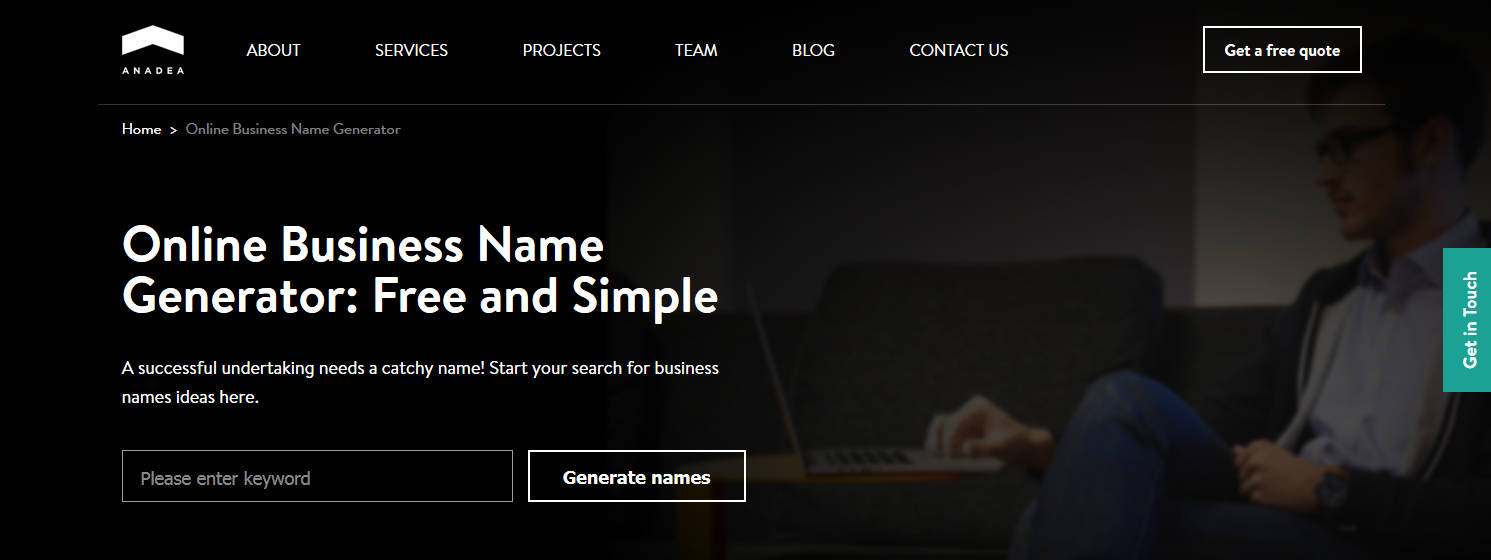 ANADEA
ABOUT
SERVICES
PROJECTS
TEAM
BLOG
CONTACT US
Get a free quote
Home > Online Business Name Generator
Online Business Name
Generator: Free and Simple
A successful undertaking needs a catchy name! Start your search for business
names ideas here.
Please enter keyword
Generate names
Get in Touch